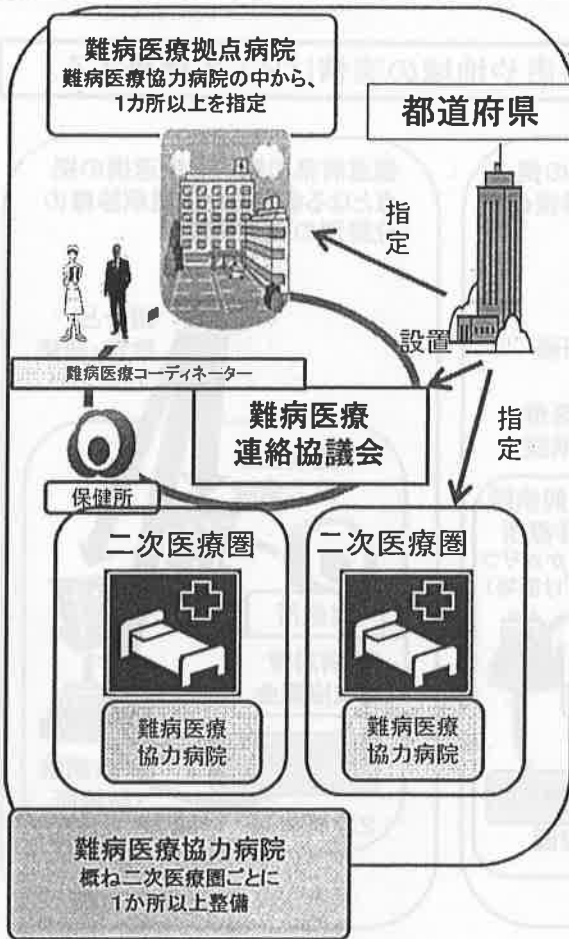 難病医療拠点病院
難病医療協力病院の中から、
1カ所以上を指定
都道府県
指定
設置
難病医療コーディネーター
難病医療
連絡協議会
指定
保健所
二次医療圏
二次医療圏
難病医療
協力病院
難病医療
協力病院
難病医療協力病院
概ね二次医療圏ごとに
1か所以上整備